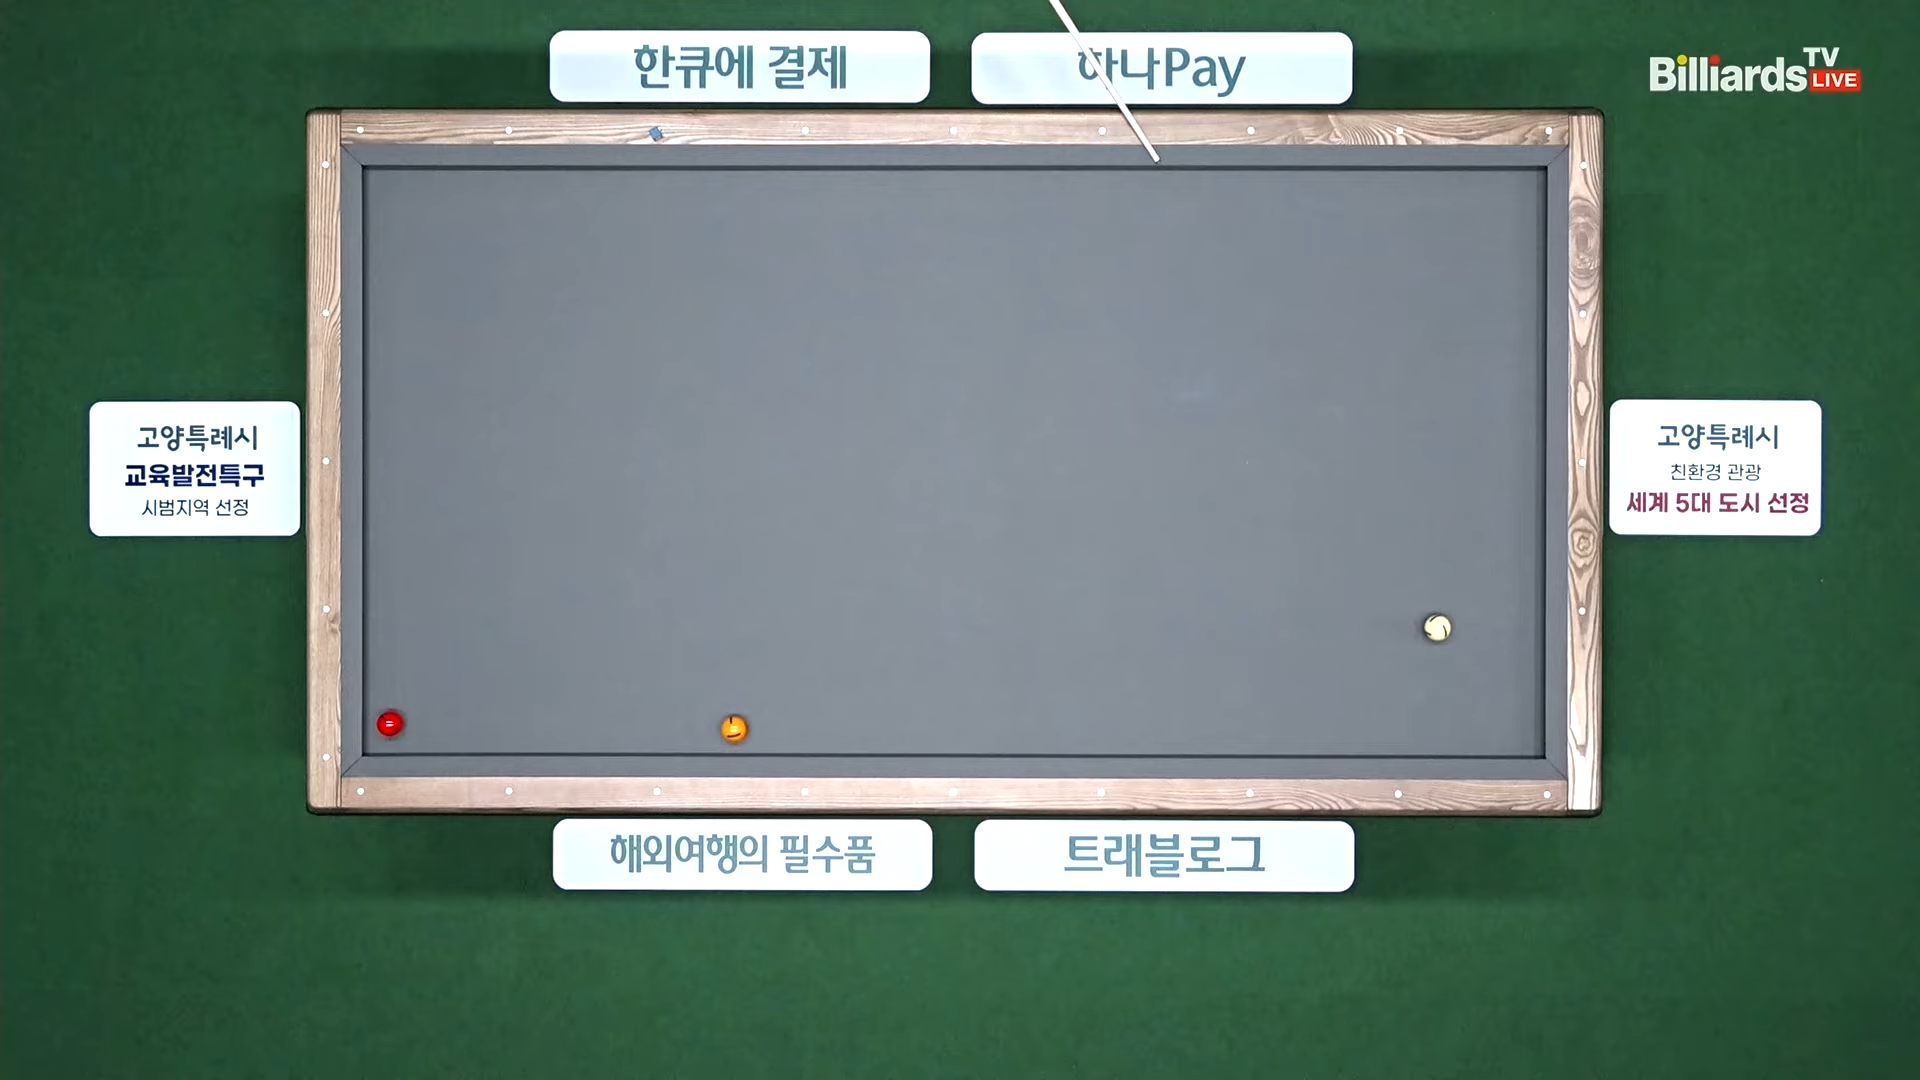 한큐에 결제
하나Pay
Billiards TV
LIVE
고양특례시
교육발전특구
시범지역 선정
고양특례시
친환경 관광
세계 5대 도시 선정
해외여행의 필수품
트래블로그